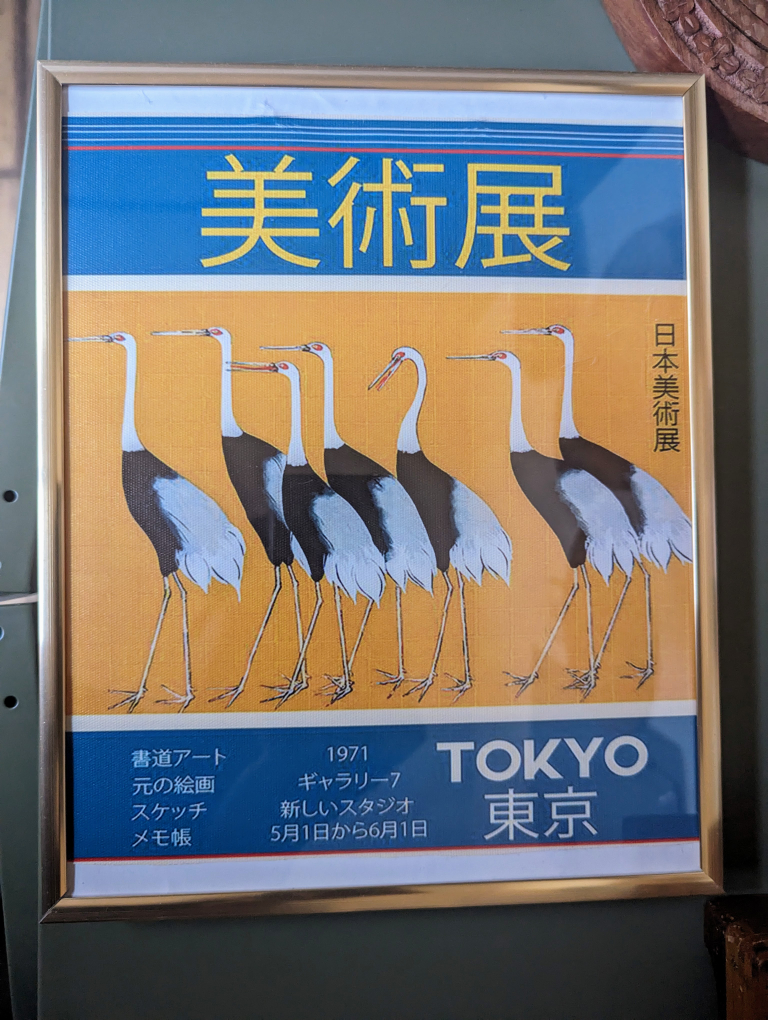 美術展
日本美術展
書道アート
元の絵画
スケッチ
メモ帳
1971
ギャラリー7
新しいスタジオ
5月1日から6月1日
TOKYO
東京